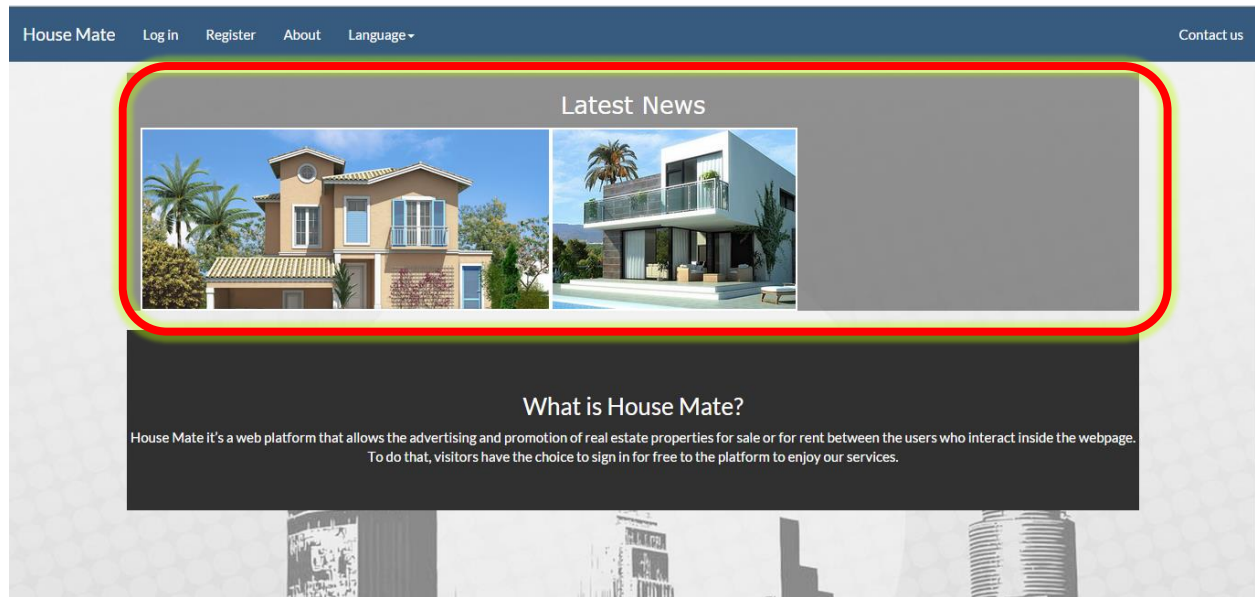 House Mate Log in Register About Language Contact us
Latest News
What is House Mate?
House Mate it's a web platform that allows the advertising and promotion of real estate properties for sale or for rent between the users who interact inside the webpage.
To do that, visitors have the choice to sign in for free to the platform to enjoy our services.